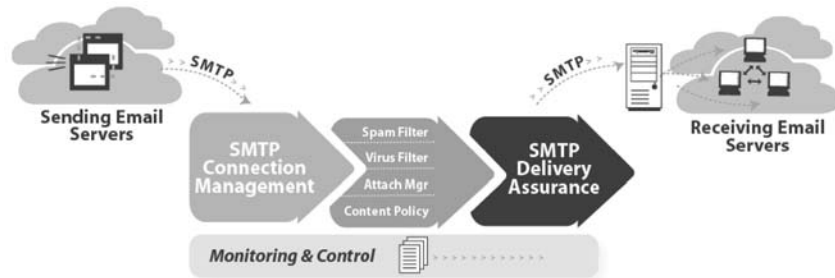 SMTP
SMTP
Sending Email
Servers
Receiving Email
Servers
SMTP
Connection
Management
Spam Filter
Virus Filter
Attach Mgr
Content Policy
SMTP
Delivery
Assurance
Monitoring & Control